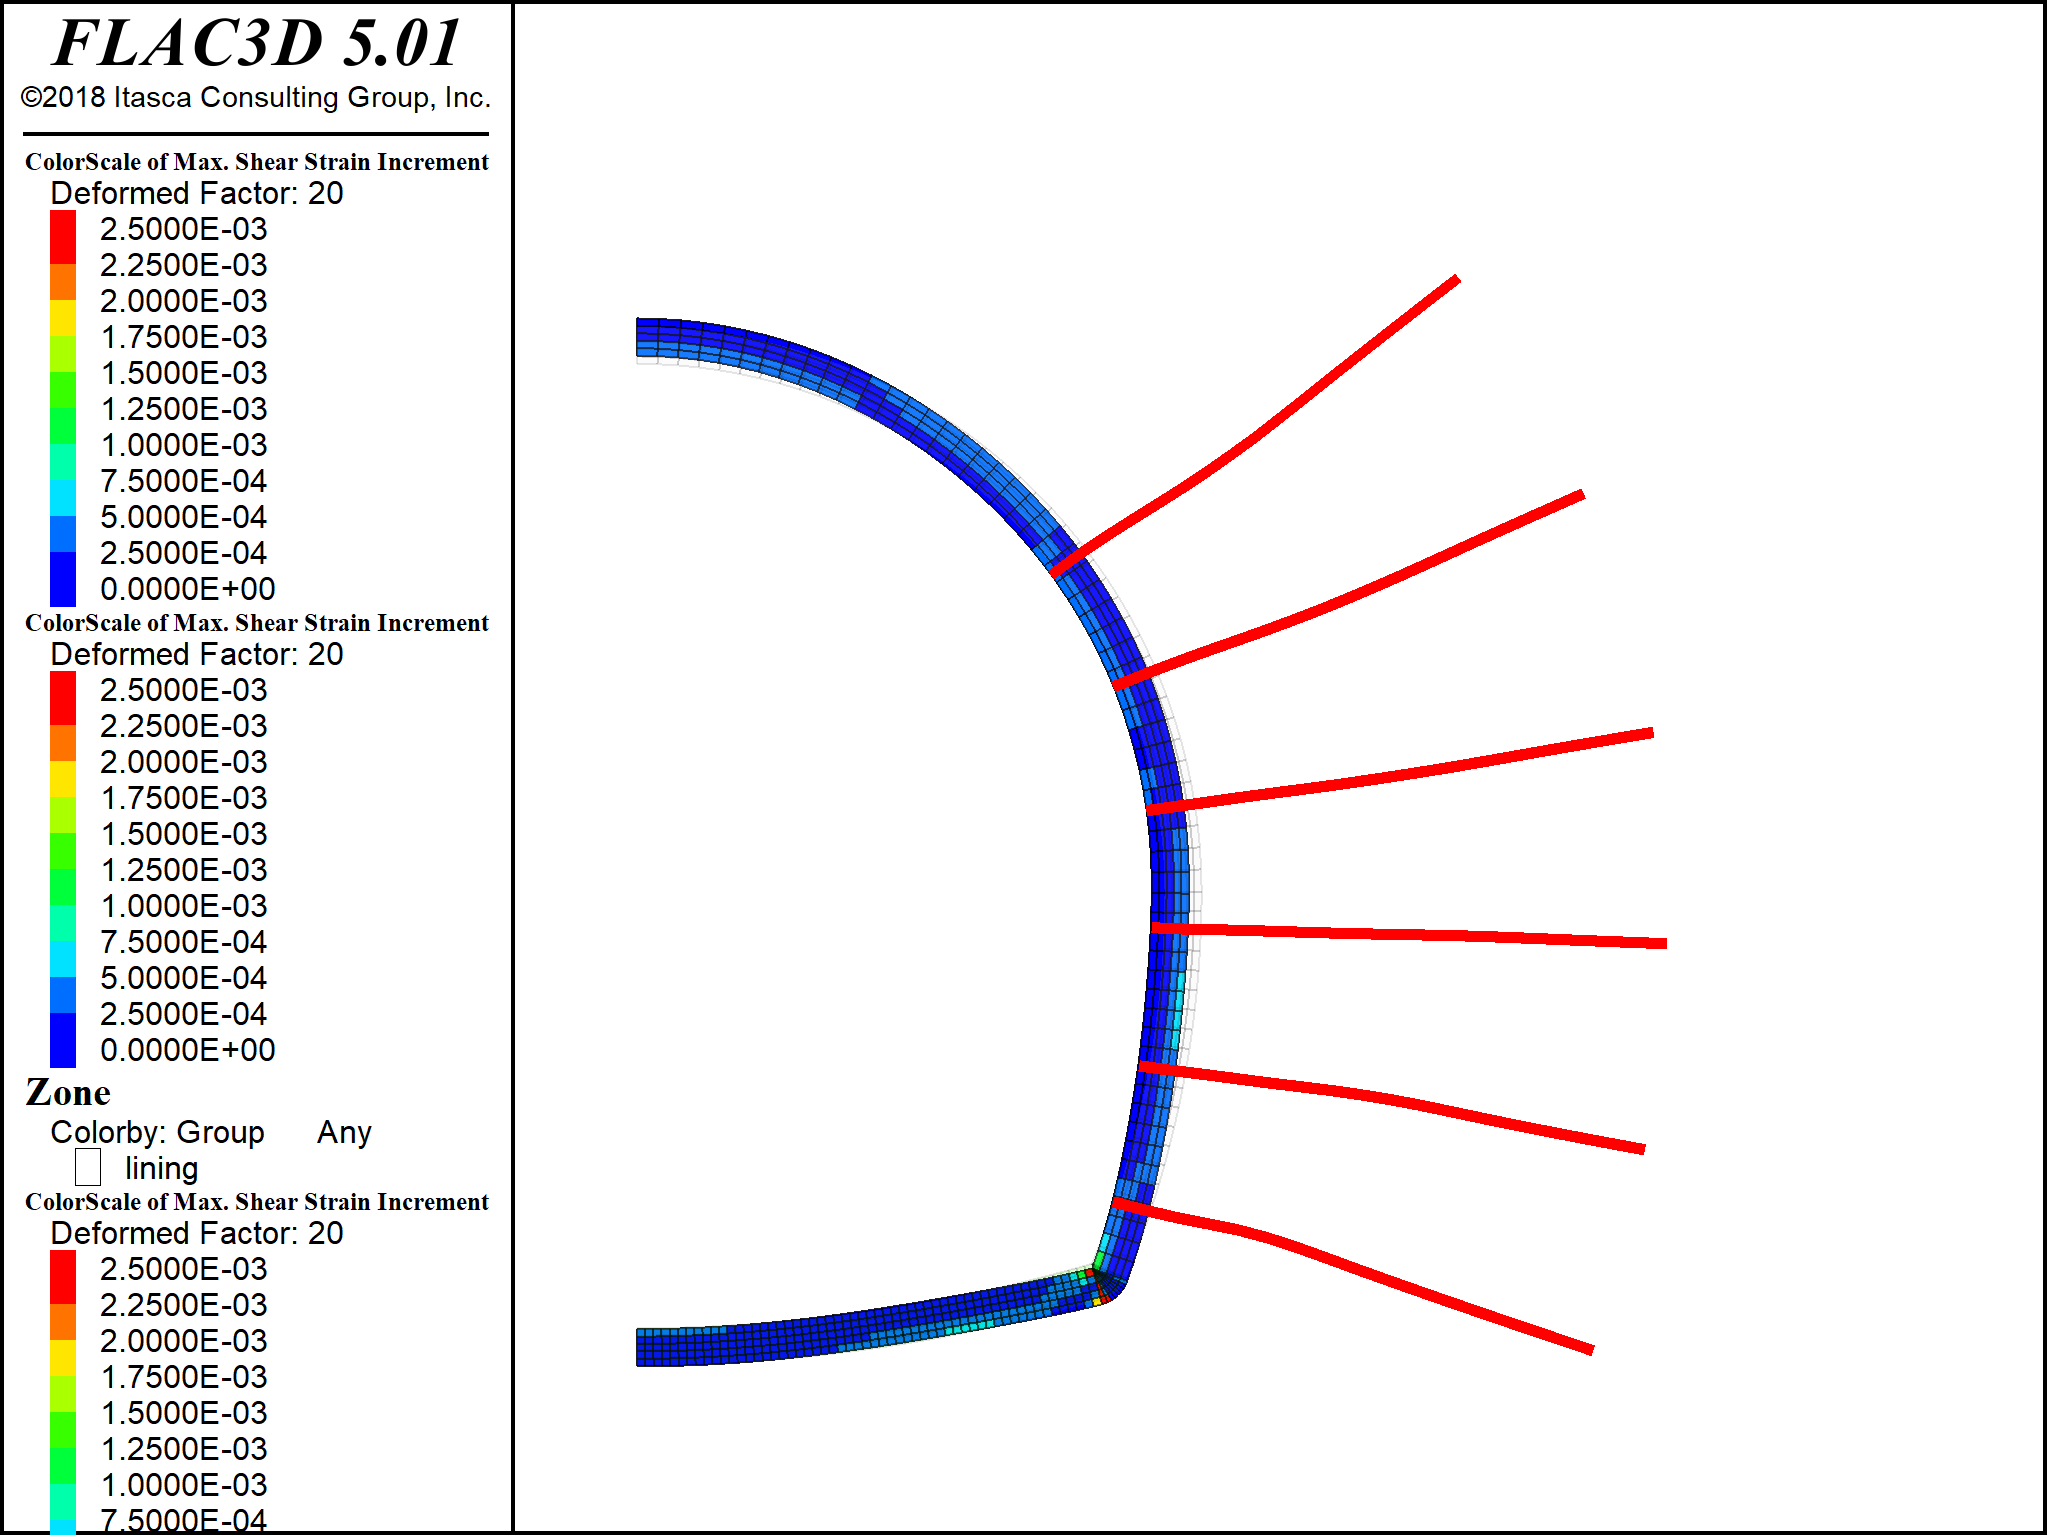 FLAC3D 5.01
©2018 Itasca Consulting Group, Inc.
ColorScale of Max. Shear Strain Increment
Deformed Factor: 20
2.5000E-03
2.2500E-03
2.0000E-03
1.7500E-03
1.5000E-03
1.2500E-03
1.0000E-03
7.5000E-04
5.0000E-04
2.5000E-04
0.0000E+00
ColorScale of Max. Shear Strain Increment
Deformed Factor: 20
2.5000E-03
2.2500E-03
2.0000E-03
1.7500E-03
1.5000E-03
1.2500E-03
1.0000E-03
7.5000E-04
5.0000E-04
2.5000E-04
0.0000E+00
Zone
Colorby: Group Any
lining
ColorScale of Max. Shear Strain Increment
Deformed Factor: 20
2.5000E-03
2.2500E-03
2.0000E-03
1.7500E-03
1.5000E-03
1.2500E-03
1.0000E-03
7.5000E-04